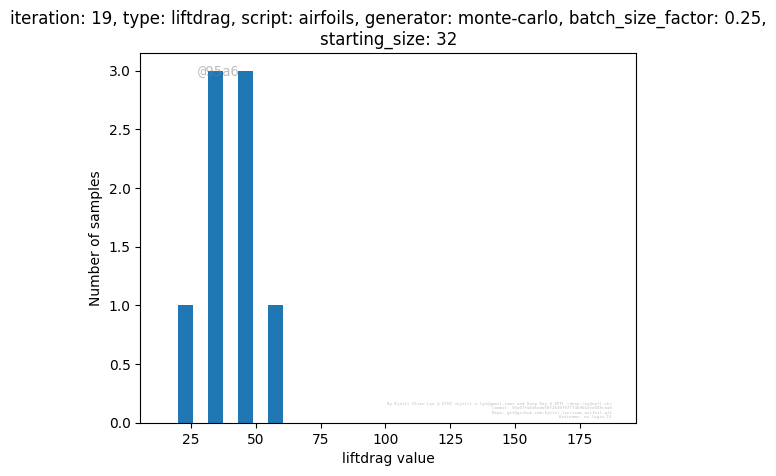 iteration: 19, type: liftdrag, script: airfoils, generator: monte-carlo, batch_size_factor: 0.25,
starting_size: 32
@95a6
3.0
2.5
2.0
1.5
1.0
0.5
0.0
Number of samples
25 50 75 100 125 150 175
liftdrag value